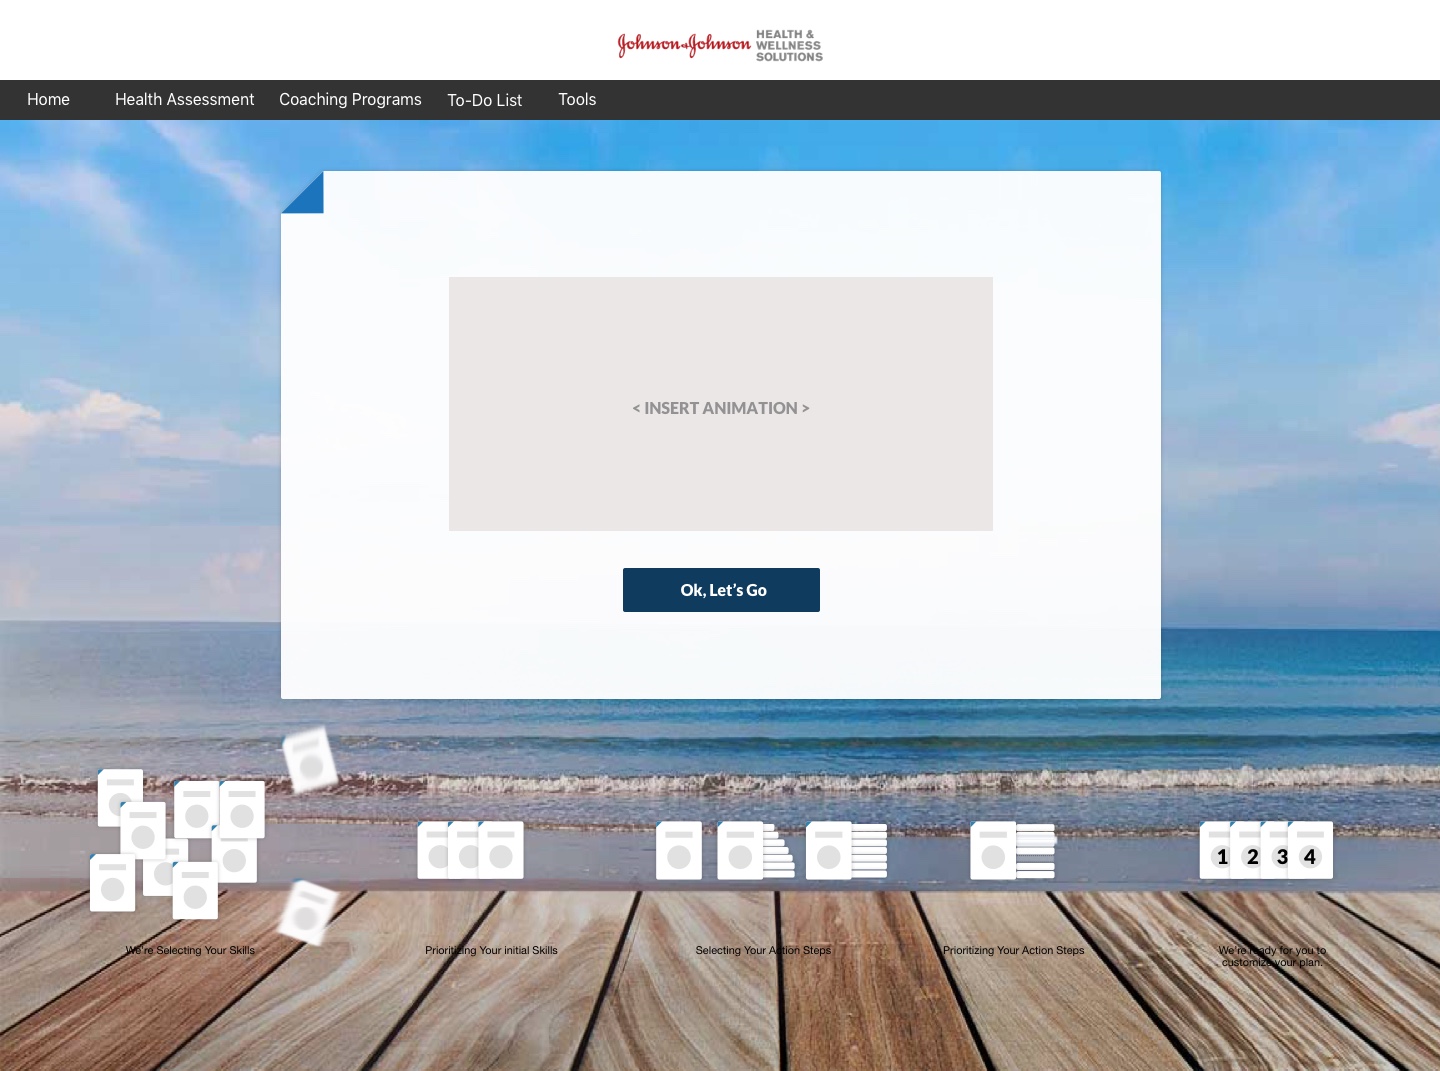 Johnson & Johnson
HEALTH &
WELLNESS
SOLUTIONS
Home
Health Assessment
Coaching Programs
To-Do List
Tools
< INSERT ANIMATION >
Ok, Let's Go
1
2
3
4
We're Selecting Your Skills
Prioritizing Your initial Skills
Selecting Your Action Steps
Prioritizing Your Action Steps
We're ready for you to
customize your plan.